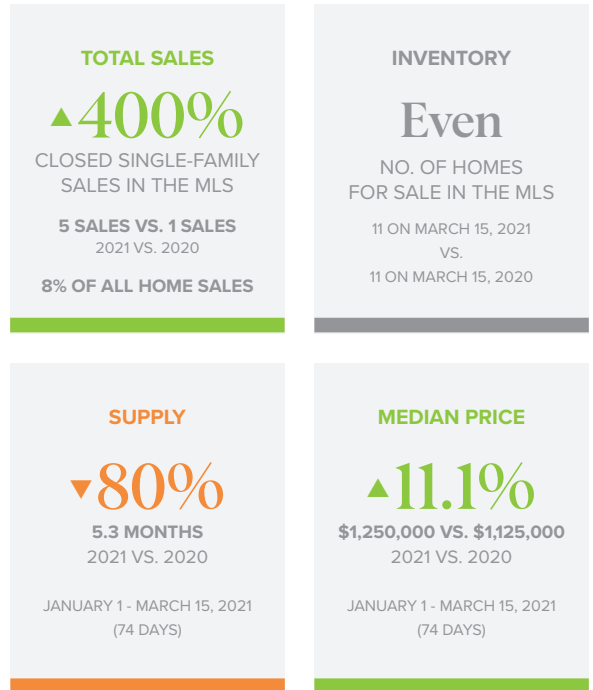 TOTAL SALES
▲400%
CLOSED SINGLE-FAMILY
SALES IN THE MLS
5 SALES VS. 1 SALES
2021 VS. 2020
8% OF ALL HOME SALES
INVENTORY
Even
NO. OF HOMES
FOR SALE IN THE MLS
11 ON MARCH 15, 2021
VS.
11 ON MARCH 15, 2020
SUPPLY
▼80%
5.3 MONTHS
2021 VS. 2020
JANUARY 1 - MARCH 15, 2021
(74 DAYS)
MEDIAN PRICE
▲11.1%
$1,250,000 VS. $1,125,000
2021 VS. 2020
JANUARY 1 - MARCH 15, 2021
(74 DAYS)